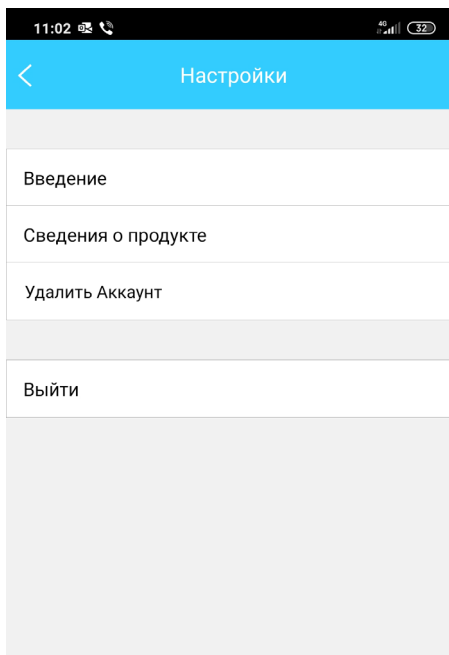 11:02 4G 32
Настройки
Введение
Сведения о продукте
Удалить Аккаунт
Выйти